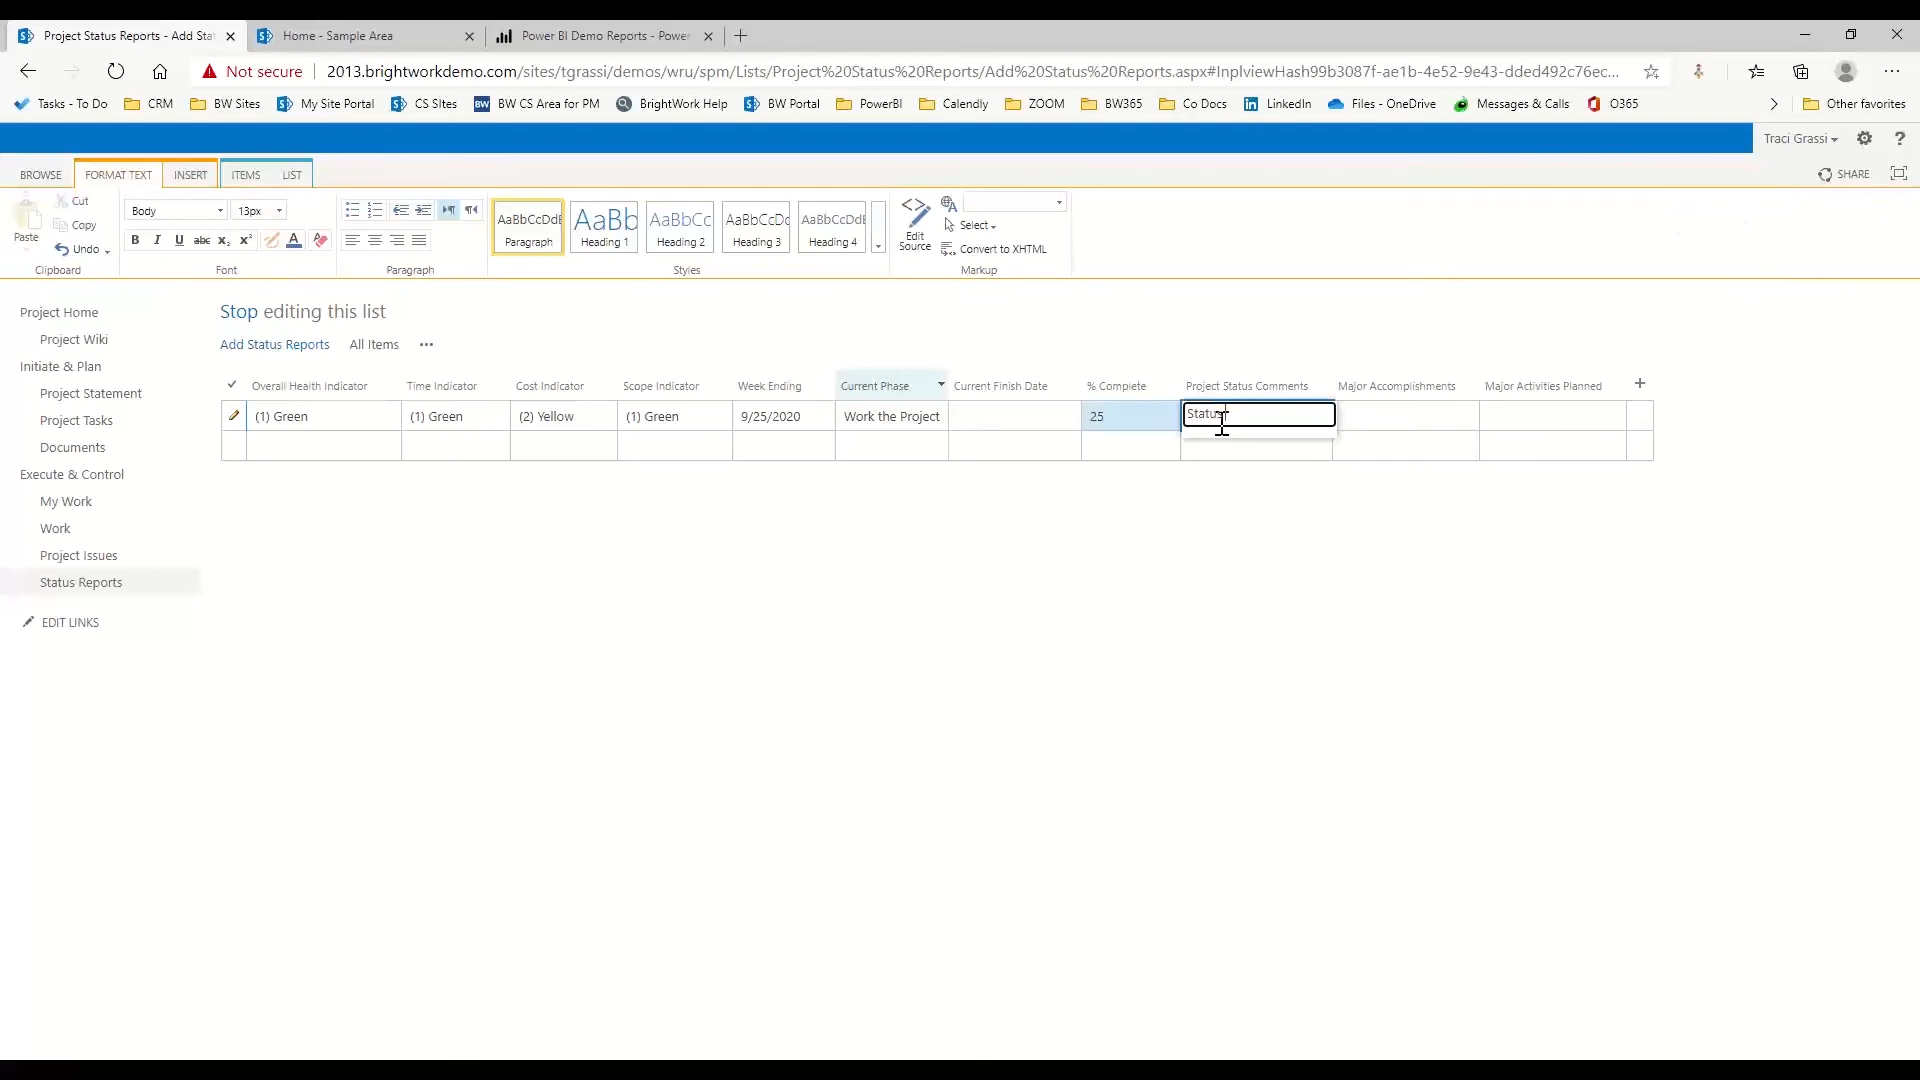 Project Status Reports - Add Stat
Home - Sample Area
Power BI Demo Reports - Power
Not secure
2013.brightworkdemo.com/sites/tgrassi/demos/wru/spm/Lists/Project%20Status%20Reports/Add%20Status%20Reports.aspx#InplviewHash99b3087f-ae1b-4e52-9e43-dded492c76ec...
Tasks - To Do
CRM
BW Sites
My Site Portal
CS SItes
BW CS Area for PM
BrightWork Help
BW Portal
PowerBI
Calendly
ZOOM
BW365
Co Docs
LinkedIn
Files - OneDrive
Messages & Calls
O365
Other favorites
Traci Grassi
BROWSE
FORMAT TEXT
INSERT
ITEMS
LIST
SHARE
Paste
Cut
Copy
Undo
Clipboard
Body
13px
B I U abc x₂ x²
A
Font
Paragraph
AaBbCcDdE
Paragraph
AaBb
Heading 1
AaBbCc
Heading 2
AaBbCcDc
Heading 3
AaBbCcDdE
Heading 4
Styles
Edit Source
Select
Convert to XHTML
Markup
Project Home
Project Wiki
Initiate & Plan
Project Statement
Project Tasks
Documents
Execute & Control
My Work
Work
Project Issues
Status Reports
EDIT LINKS
Stop editing this list
Add Status Reports
All Items
...
Overall Health Indicator
Time Indicator
Cost Indicator
Scope Indicator
Week Ending
Current Phase
Current Finish Date
% Complete
Project Status Comments
Major Accomplishments
Major Activities Planned
(1) Green
(1) Green
(2) Yellow
(1) Green
9/25/2020
Work the Project
25
Status